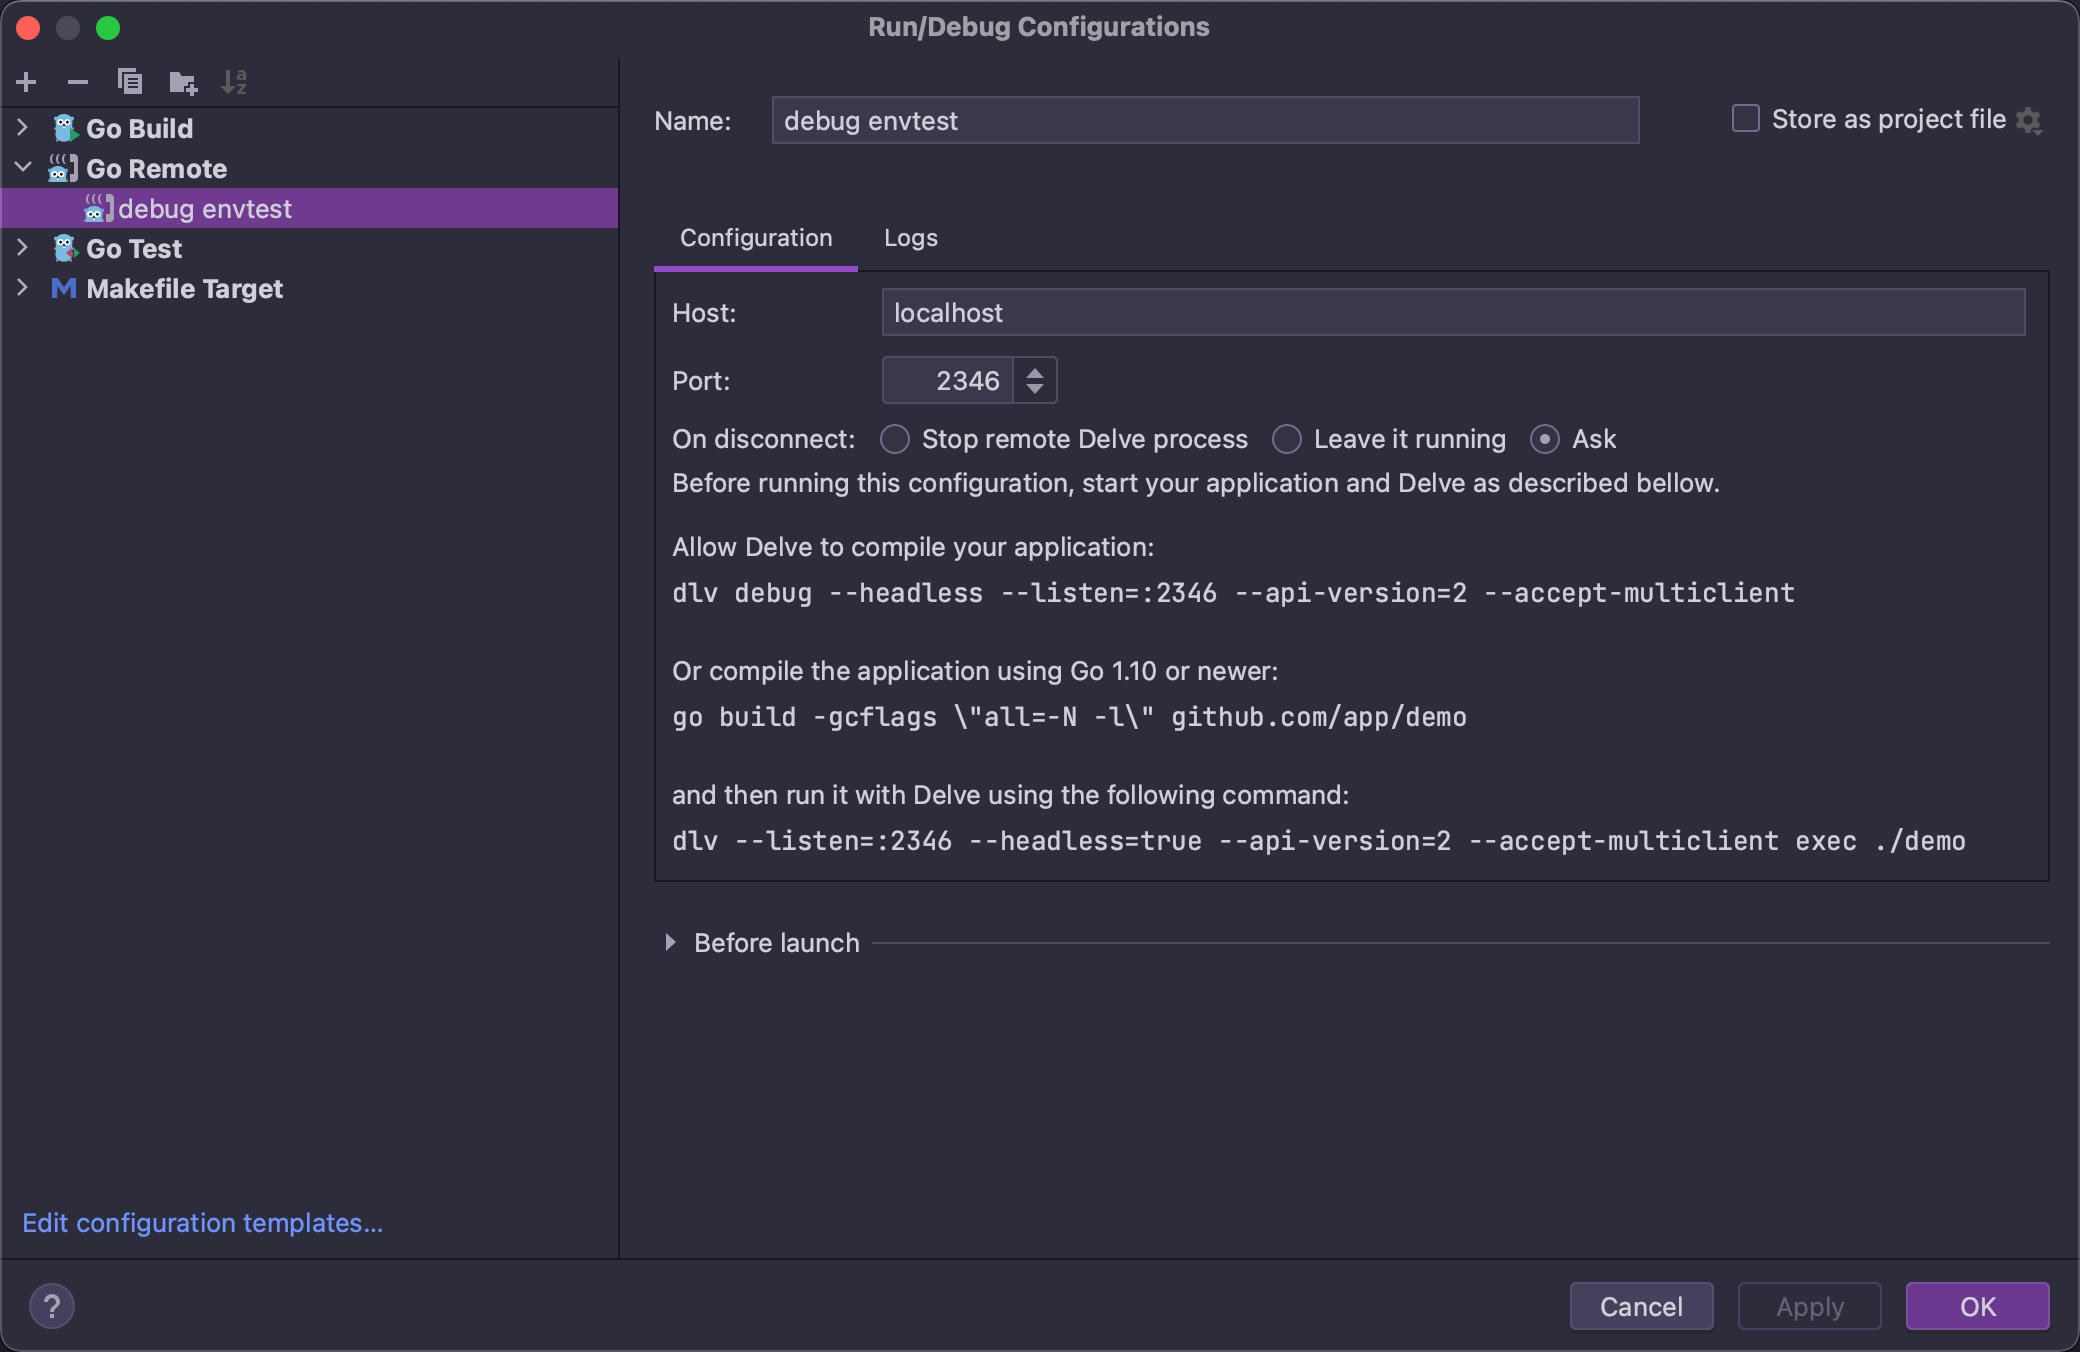 Run/Debug Configurations
Go Build
Go Remote
debug envtest
Go Test
Makefile Target
Edit configuration templates...
Name: debug envtest Store as project file
Configuration Logs
Host: localhost
Port: 2346
On disconnect: Stop remote Delve process Leave it running Ask
Before running this configuration, start your application and Delve as described bellow.
Allow Delve to compile your application:
dlv debug --headless --listen=:2346 --api-version=2 --accept-multiclient
Or compile the application using Go 1.10 or newer:
go build -gcflags \"all=-N -l\" github.com/app/demo
and then run it with Delve using the following command:
dlv --listen=:2346 --headless=true --api-version=2 --accept-multiclient exec ./demo
Before launch
? Cancel Apply OK